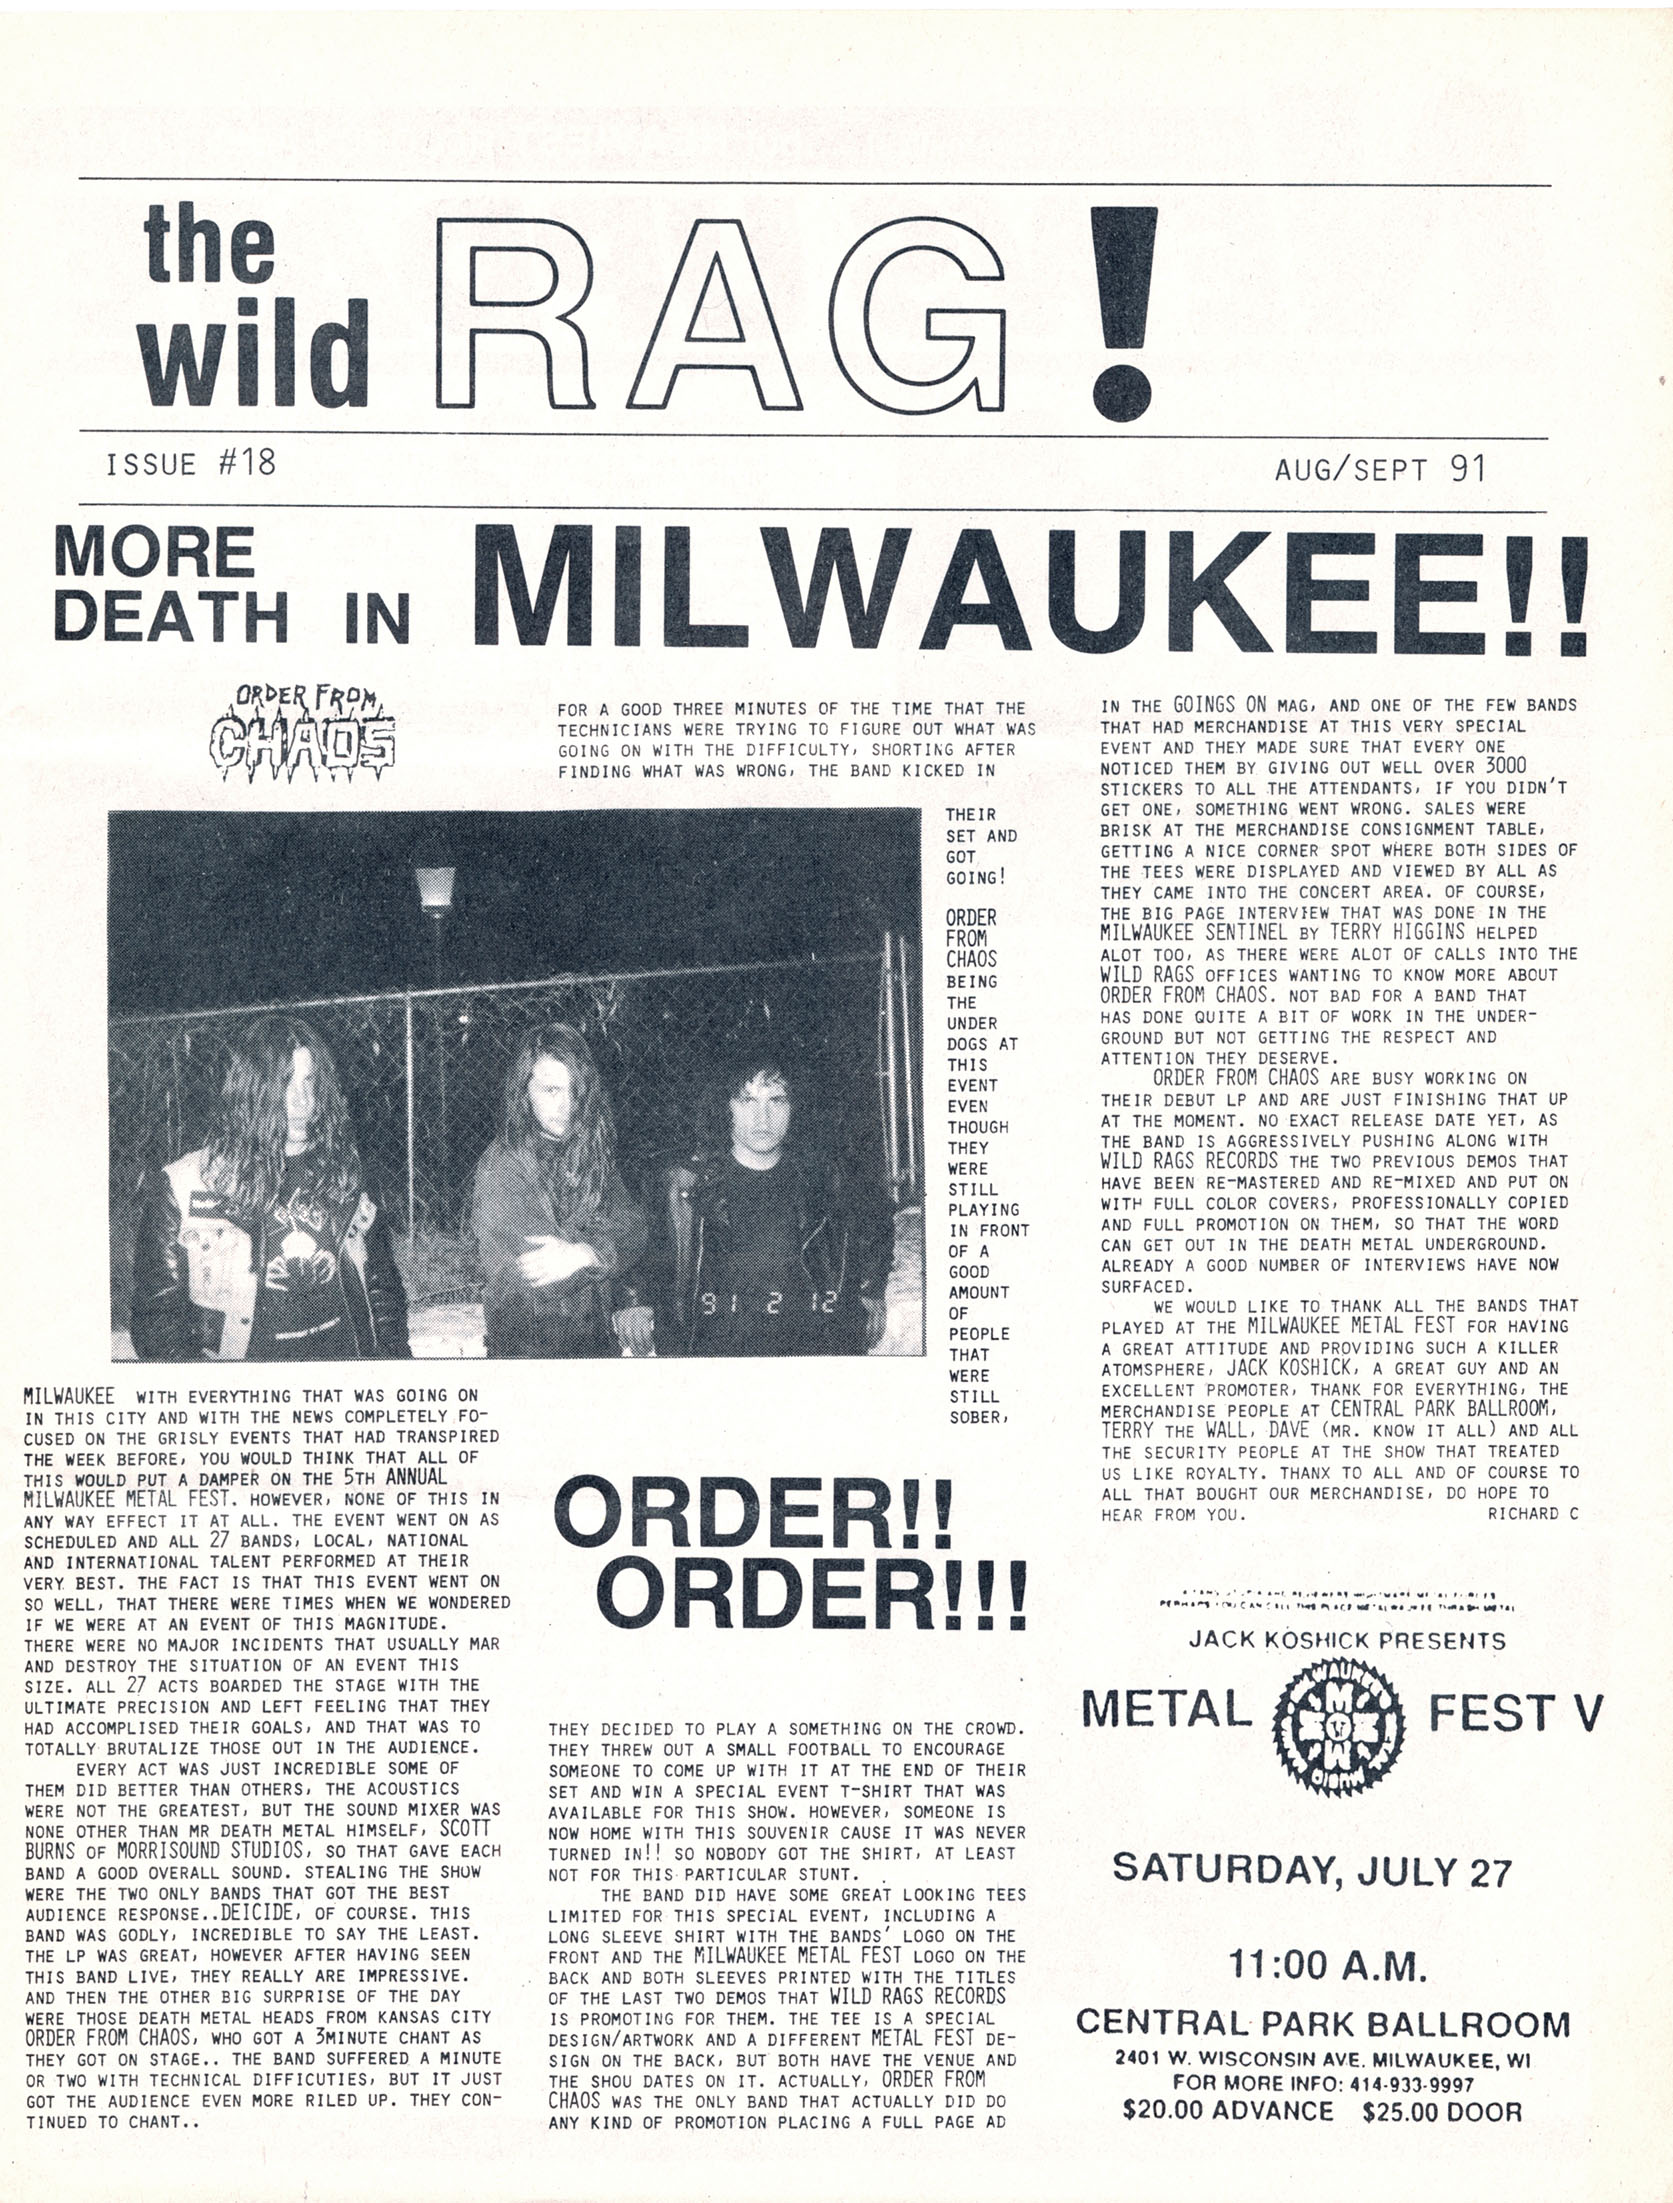 the
wild RAG!
ISSUE #18 AUG/SEPT 91
MORE
DEATH IN MILWAUKEE!!
ORDER FROM
CHAOS
91 2 12
MILWAUKEE WITH EVERYTHING THAT WAS GOING ON
IN THIS CITY AND WITH THE NEWS COMPLETELY FO-
CUSED ON THE GRISLY EVENTS THAT HAD TRANSPIRED
THE WEEK BEFORE, YOU WOULD THINK THAT ALL OF
THIS WOULD PUT A DAMPER ON THE 5TH ANNUAL
MILWAUKEE METAL FEST. HOWEVER, NONE OF THIS IN
ANY WAY EFFECT IT AT ALL. THE EVENT WENT ON AS
SCHEDULED AND ALL 27 BANDS, LOCAL, NATIONAL
AND INTERNATIONAL TALENT PERFORMED AT THEIR
VERY BEST. THE FACT IS THAT THIS EVENT WENT ON
SO WELL, THAT THERE WERE TIMES WHEN WE WONDERED
IF WE WERE AT AN EVENT OF THIS MAGNITUDE.
THERE WERE NO MAJOR INCIDENTS THAT USUALLY MAR
AND DESTROY THE SITUATION OF AN EVENT THIS
SIZE. ALL 27 ACTS BOARDED THE STAGE WITH THE
ULTIMATE PRECISION AND LEFT FEELING THAT THEY
HAD ACCOMPLISED THEIR GOALS, AND THAT WAS TO
TOTALLY BRUTALIZE THOSE OUT IN THE AUDIENCE.
EVERY ACT WAS JUST INCREDIBLE SOME OF
THEM DID BETTER THAN OTHERS, THE ACOUSTICS
WERE NOT THE GREATEST, BUT THE SOUND MIXER WAS
NONE OTHER THAN MR DEATH METAL HIMSELF, SCOTT
BURNS OF MORRISOUND STUDIOS, SO THAT GAVE EACH
BAND A GOOD OVERALL SOUND. STEALING THE SHOW
WERE THE TWO ONLY BANDS THAT GOT THE BEST
AUDIENCE RESPONSE..DEICIDE, OF COURSE. THIS
BAND WAS GODLY, INCREDIBLE TO SAY THE LEAST.
THE LP WAS GREAT, HOWEVER AFTER HAVING SEEN
THIS BAND LIVE, THEY REALLY ARE IMPRESSIVE.
AND THEN THE OTHER BIG SURPRISE OF THE DAY
WERE THOSE DEATH METAL HEADS FROM KANSAS CITY
ORDER FROM CHAOS, WHO GOT A 3MINUTE CHANT AS
THEY GOT ON STAGE.. THE BAND SUFFERED A MINUTE
OR TWO WITH TECHNICAL DIFFICUTIES, BUT IT JUST
GOT THE AUDIENCE EVEN MORE RILED UP. THEY CON-
TINUED TO CHANT..
FOR A GOOD THREE MINUTES OF THE TIME THAT THE
TECHNICIANS WERE TRYING TO FIGURE OUT WHAT WAS
GOING ON WITH THE DIFFICULTY, SHORTING AFTER
FINDING WHAT WAS WRONG, THE BAND KICKED IN
THEIR
SET AND
GOT
GOING!
ORDER
FROM
CHAOS
BEING
THE
UNDER
DOGS AT
THIS
EVENT
EVEN
THOUGH
THEY
WERE
STILL
PLAYING
IN FRONT
OF A
GOOD
AMOUNT
OF
PEOPLE
THAT
WERE
STILL
SOBER,
ORDER!!
ORDER!!!
THEY DECIDED TO PLAY A SOMETHING ON THE CROWD.
THEY THREW OUT A SMALL FOOTBALL TO ENCOURAGE
SOMEONE TO COME UP WITH IT AT THE END OF THEIR
SET AND WIN A SPECIAL EVENT T-SHIRT THAT WAS
AVAILABLE FOR THIS SHOW. HOWEVER, SOMEONE IS
NOW HOME WITH THIS SOUVENIR CAUSE IT WAS NEVER
TURNED IN!! SO NOBODY GOT THE SHIRT, AT LEAST
NOT FOR THIS PARTICULAR STUNT.
THE BAND DID HAVE SOME GREAT LOOKING TEES
LIMITED FOR THIS SPECIAL EVENT, INCLUDING A
LONG SLEEVE SHIRT WITH THE BANDS' LOGO ON THE
FRONT AND THE MILWAUKEE METAL FEST LOGO ON THE
BACK AND BOTH SLEEVES PRINTED WITH THE TITLES
OF THE LAST TWO DEMOS THAT WILD RAGS RECORDS
IS PROMOTING FOR THEM. THE TEE IS A SPECIAL
DESIGN/ARTWORK AND A DIFFERENT METAL FEST DE-
SIGN ON THE BACK, BUT BOTH HAVE THE VENUE AND
THE SHOU DATES ON IT. ACTUALLY, ORDER FROM
CHAOS WAS THE ONLY BAND THAT ACTUALLY DID DO
ANY KIND OF PROMOTION PLACING A FULL PAGE AD
IN THE GOINGS ON MAG, AND ONE OF THE FEW BANDS
THAT HAD MERCHANDISE AT THIS VERY SPECIAL
EVENT AND THEY MADE SURE THAT EVERY ONE
NOTICED THEM BY GIVING OUT WELL OVER 3000
STICKERS TO ALL THE ATTENDANTS, IF YOU DIDN'T
GET ONE, SOMETHING WENT WRONG. SALES WERE
BRISK AT THE MERCHANDISE CONSIGNMENT TABLE,
GETTING A NICE CORNER SPOT WHERE BOTH SIDES OF
THE TEES WERE DISPLAYED AND VIEWED BY ALL AS
THEY CAME INTO THE CONCERT AREA. OF COURSE,
THE BIG PAGE INTERVIEW THAT WAS DONE IN THE
MILWAUKEE SENTINEL BY TERRY HIGGINS HELPED
ALOT TOO, AS THERE WERE ALOT OF CALLS INTO THE
WILD RAGS OFFICES WANTING TO KNOW MORE ABOUT
ORDER FROM CHAOS. NOT BAD FOR A BAND THAT
HAS DONE QUITE A BIT OF WORK IN THE UNDER-
GROUND BUT NOT GETTING THE RESPECT AND
ATTENTION THEY DESERVE.
ORDER FROM CHAOS ARE BUSY WORKING ON
THEIR DEBUT LP AND ARE JUST FINISHING THAT UP
AT THE MOMENT. NO EXACT RELEASE DATE YET, AS
THE BAND IS AGGRESSIVELY PUSHING ALONG WITH
WILD RAGS RECORDS THE TWO PREVIOUS DEMOS THAT
HAVE BEEN RE-MASTERED AND RE-MIXED AND PUT ON
WITH FULL COLOR COVERS, PROFESSIONALLY COPIED
AND FULL PROMOTION ON THEM, SO THAT THE WORD
CAN GET OUT IN THE DEATH METAL UNDERGROUND.
ALREADY A GOOD NUMBER OF INTERVIEWS HAVE NOW
SURFACED.
WE WOULD LIKE TO THANK ALL THE BANDS THAT
PLAYED AT THE MILWAUKEE METAL FEST FOR HAVING
A GREAT ATTITUDE AND PROVIDING SUCH A KILLER
ATOMSPHERE, JACK KOSHICK, A GREAT GUY AND AN
EXCELLENT PROMOTER, THANK FOR EVERYTHING, THE
MERCHANDISE PEOPLE AT CENTRAL PARK BALLROOM,
TERRY THE WALL, DAVE (MR. KNOW IT ALL) AND ALL
THE SECURITY PEOPLE AT THE SHOW THAT TREATED
US LIKE ROYALTY. THANX TO ALL AND OF COURSE TO
ALL THAT BOUGHT OUR MERCHANDISE, DO HOPE TO
HEAR FROM YOU. RICHARD C
PERHAPS YOU CAN CALL THIS PLACE METALWAUKEE THRASH METAL
JACK KOSHICK PRESENTS
METAL FEST V
SATURDAY, JULY 27
11:00 A.M.
CENTRAL PARK BALLROOM
2401 W. WISCONSIN AVE. MILWAUKEE, WI
FOR MORE INFO: 414-933-9997
$20.00 ADVANCE $25.00 DOOR